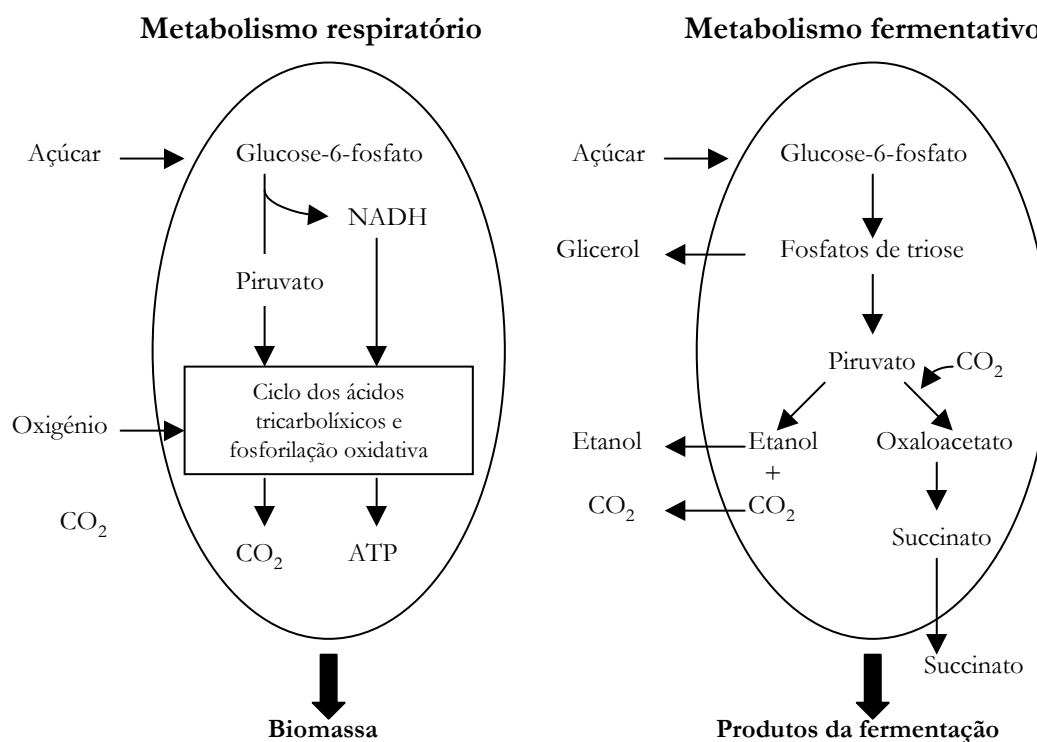 Metabolismo respiratório
Açúcar
Glucose-6-fosfato
NADH
Piruvato
Oxigénio
Ciclo dos ácidos
tricarbolíxicos e
fosforilação oxidativa
CO2
CO2
ATP
Biomassa
Metabolismo fermentativo
Açúcar
Glucose-6-fosfato
Glicerol
Fosfatos de triose
Piruvato
CO2
Etanol
Etanol
+
CO2
CO2
Oxaloacetato
Succinato
Succinato
Produtos da fermentação